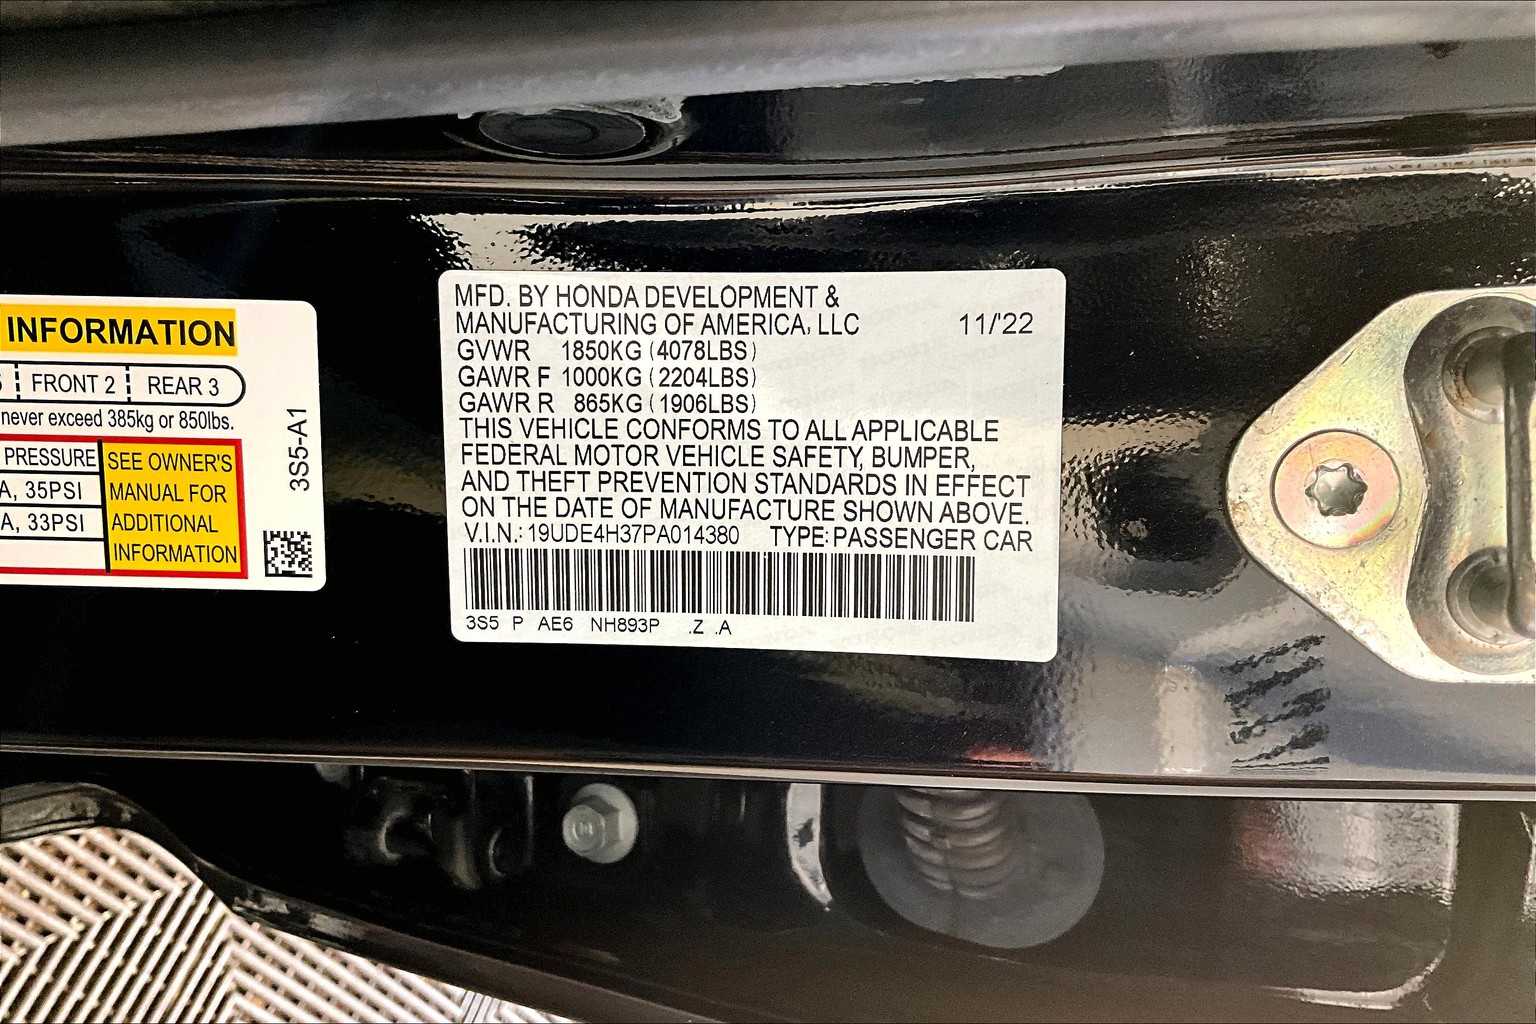 INFORMATION
FRONT 2 REAR 3
never exceed 385kg or 850lbs.
PRESSURE
A, 35PSI
A, 33PSI
SEE OWNER'S
MANUAL FOR
ADDITIONAL
INFORMATION
3S5-A1
MFD. BY HONDA DEVELOPMENT &
MANUFACTURING OF AMERICA, LLC 11/'22
GVWR 1850KG (4078LBS)
GAWR F 1000KG (2204LBS)
GAWR R 865KG (1906LBS)
THIS VEHICLE CONFORMS TO ALL APPLICABLE
FEDERAL MOTOR VEHICLE SAFETY, BUMPER,
AND THEFT PREVENTION STANDARDS IN EFFECT
ON THE DATE OF MANUFACTURE SHOWN ABOVE.
V.I.N.: 19UDE4H37PA014380 TYPE: PASSENGER CAR
3S5 P AE6 NH893P .Z .A